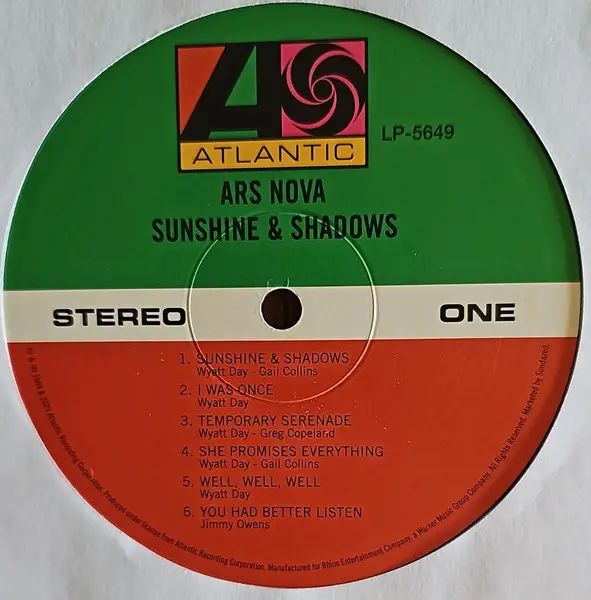 ATLANTIC
LP-5649
ARS NOVA
SUNSHINE & SHADOWS
STEREO
ONE
1. SUNSHINE & SHADOWS
Wyatt Day - Gail Collins
2. I WAS ONCE
Wyatt Day
3. TEMPORARY SERENADE
Wyatt Day - Greg Copeland
4. SHE PROMISES EVERYTHING
Wyatt Day - Gail Collins
5. WELL, WELL, WELL
Wyatt Day
6. YOU HAD BETTER LISTEN
Jimmy Owens
Atlantic Recording Corporation. Produced under license from Atlantic Recording Corporation. Manufactured for Rhino Entertainment Company, a Warner Music Group Company. All Rights Reserved. Marketed by Sundazed.